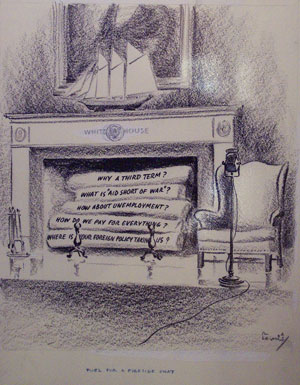 WHITE HOUSE
WHY A THIRD TERM?
WHAT IS "AID SHORT OF WAR"?
HOW ABOUT UNEMPLOYMENT?
HOW DO WE PAY FOR EVERYTHING?
WHERE IS YOUR FOREIGN POLICY TAKING US?
FUEL FOR A FIRESIDE CHAT